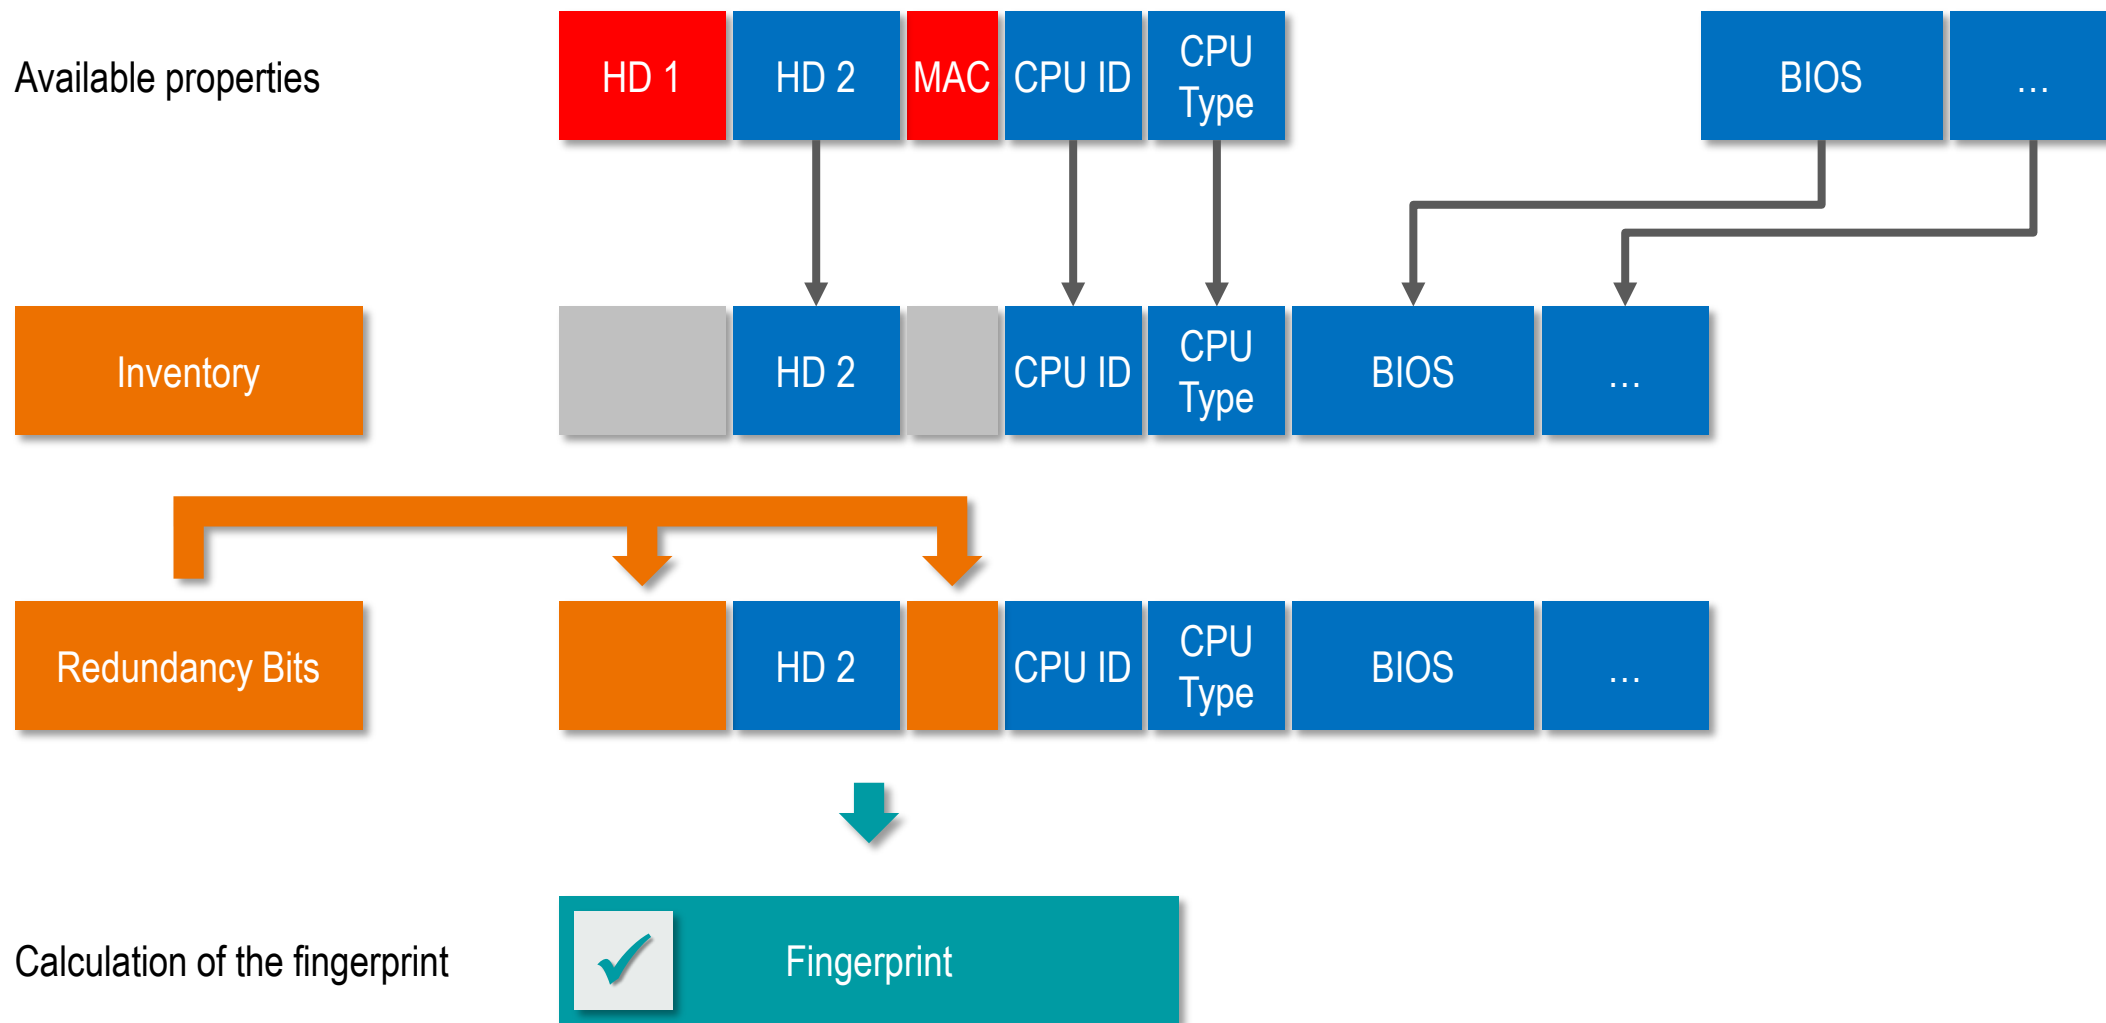 Available properties
HD 1
HD 2
MAC
CPU ID
CPU
Type
BIOS
...
Inventory
HD 2
CPU ID
CPU
Type
BIOS
...
Redundancy Bits
HD 2
CPU ID
CPU
Type
BIOS
...
Calculation of the fingerprint
Fingerprint